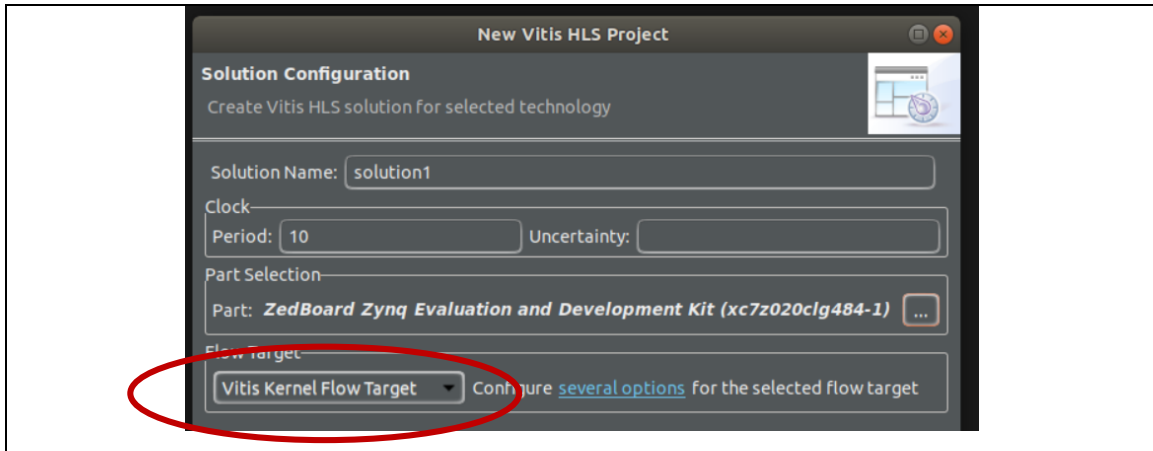 New Vitis HLS Project
Solution Configuration
Create Vitis HLS solution for selected technology
Solution Name: solution1
Clock
Period: 10 Uncertainty:
Part Selection
Part: ZedBoard Zynq Evaluation and Development Kit (xc7z020clg484-1) ...
Flow Target
Vitis Kernel Flow Target Configure several options for the selected flow target